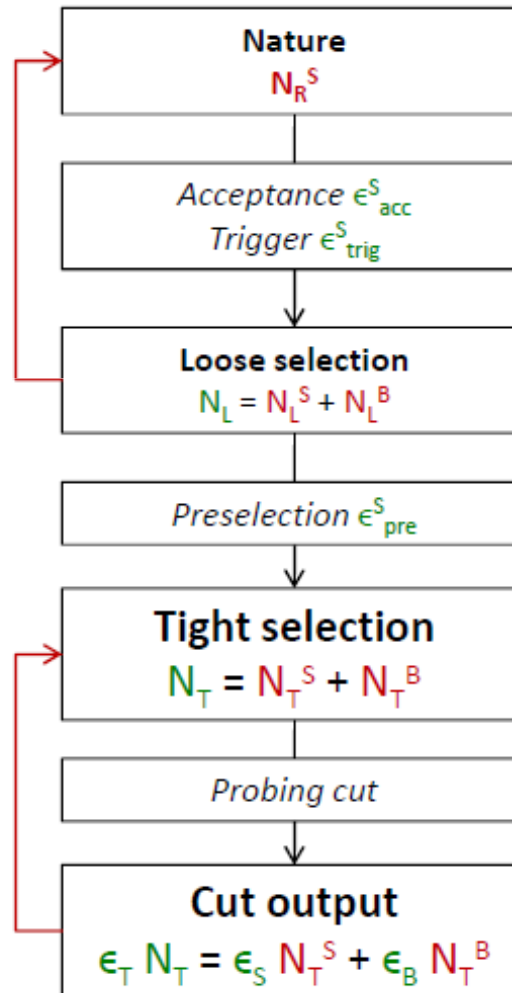 Nature
N_R^S
Acceptance ϵ^S_acc
Trigger ϵ^S_trig
Loose selection
N_L = N_L^S + N_L^B
Preselection ϵ^S_pre
Tight selection
N_T = N_T^S + N_T^B
Probing cut
Cut output
ϵ_T N_T = ϵ_S N_T^S + ϵ_B N_T^B